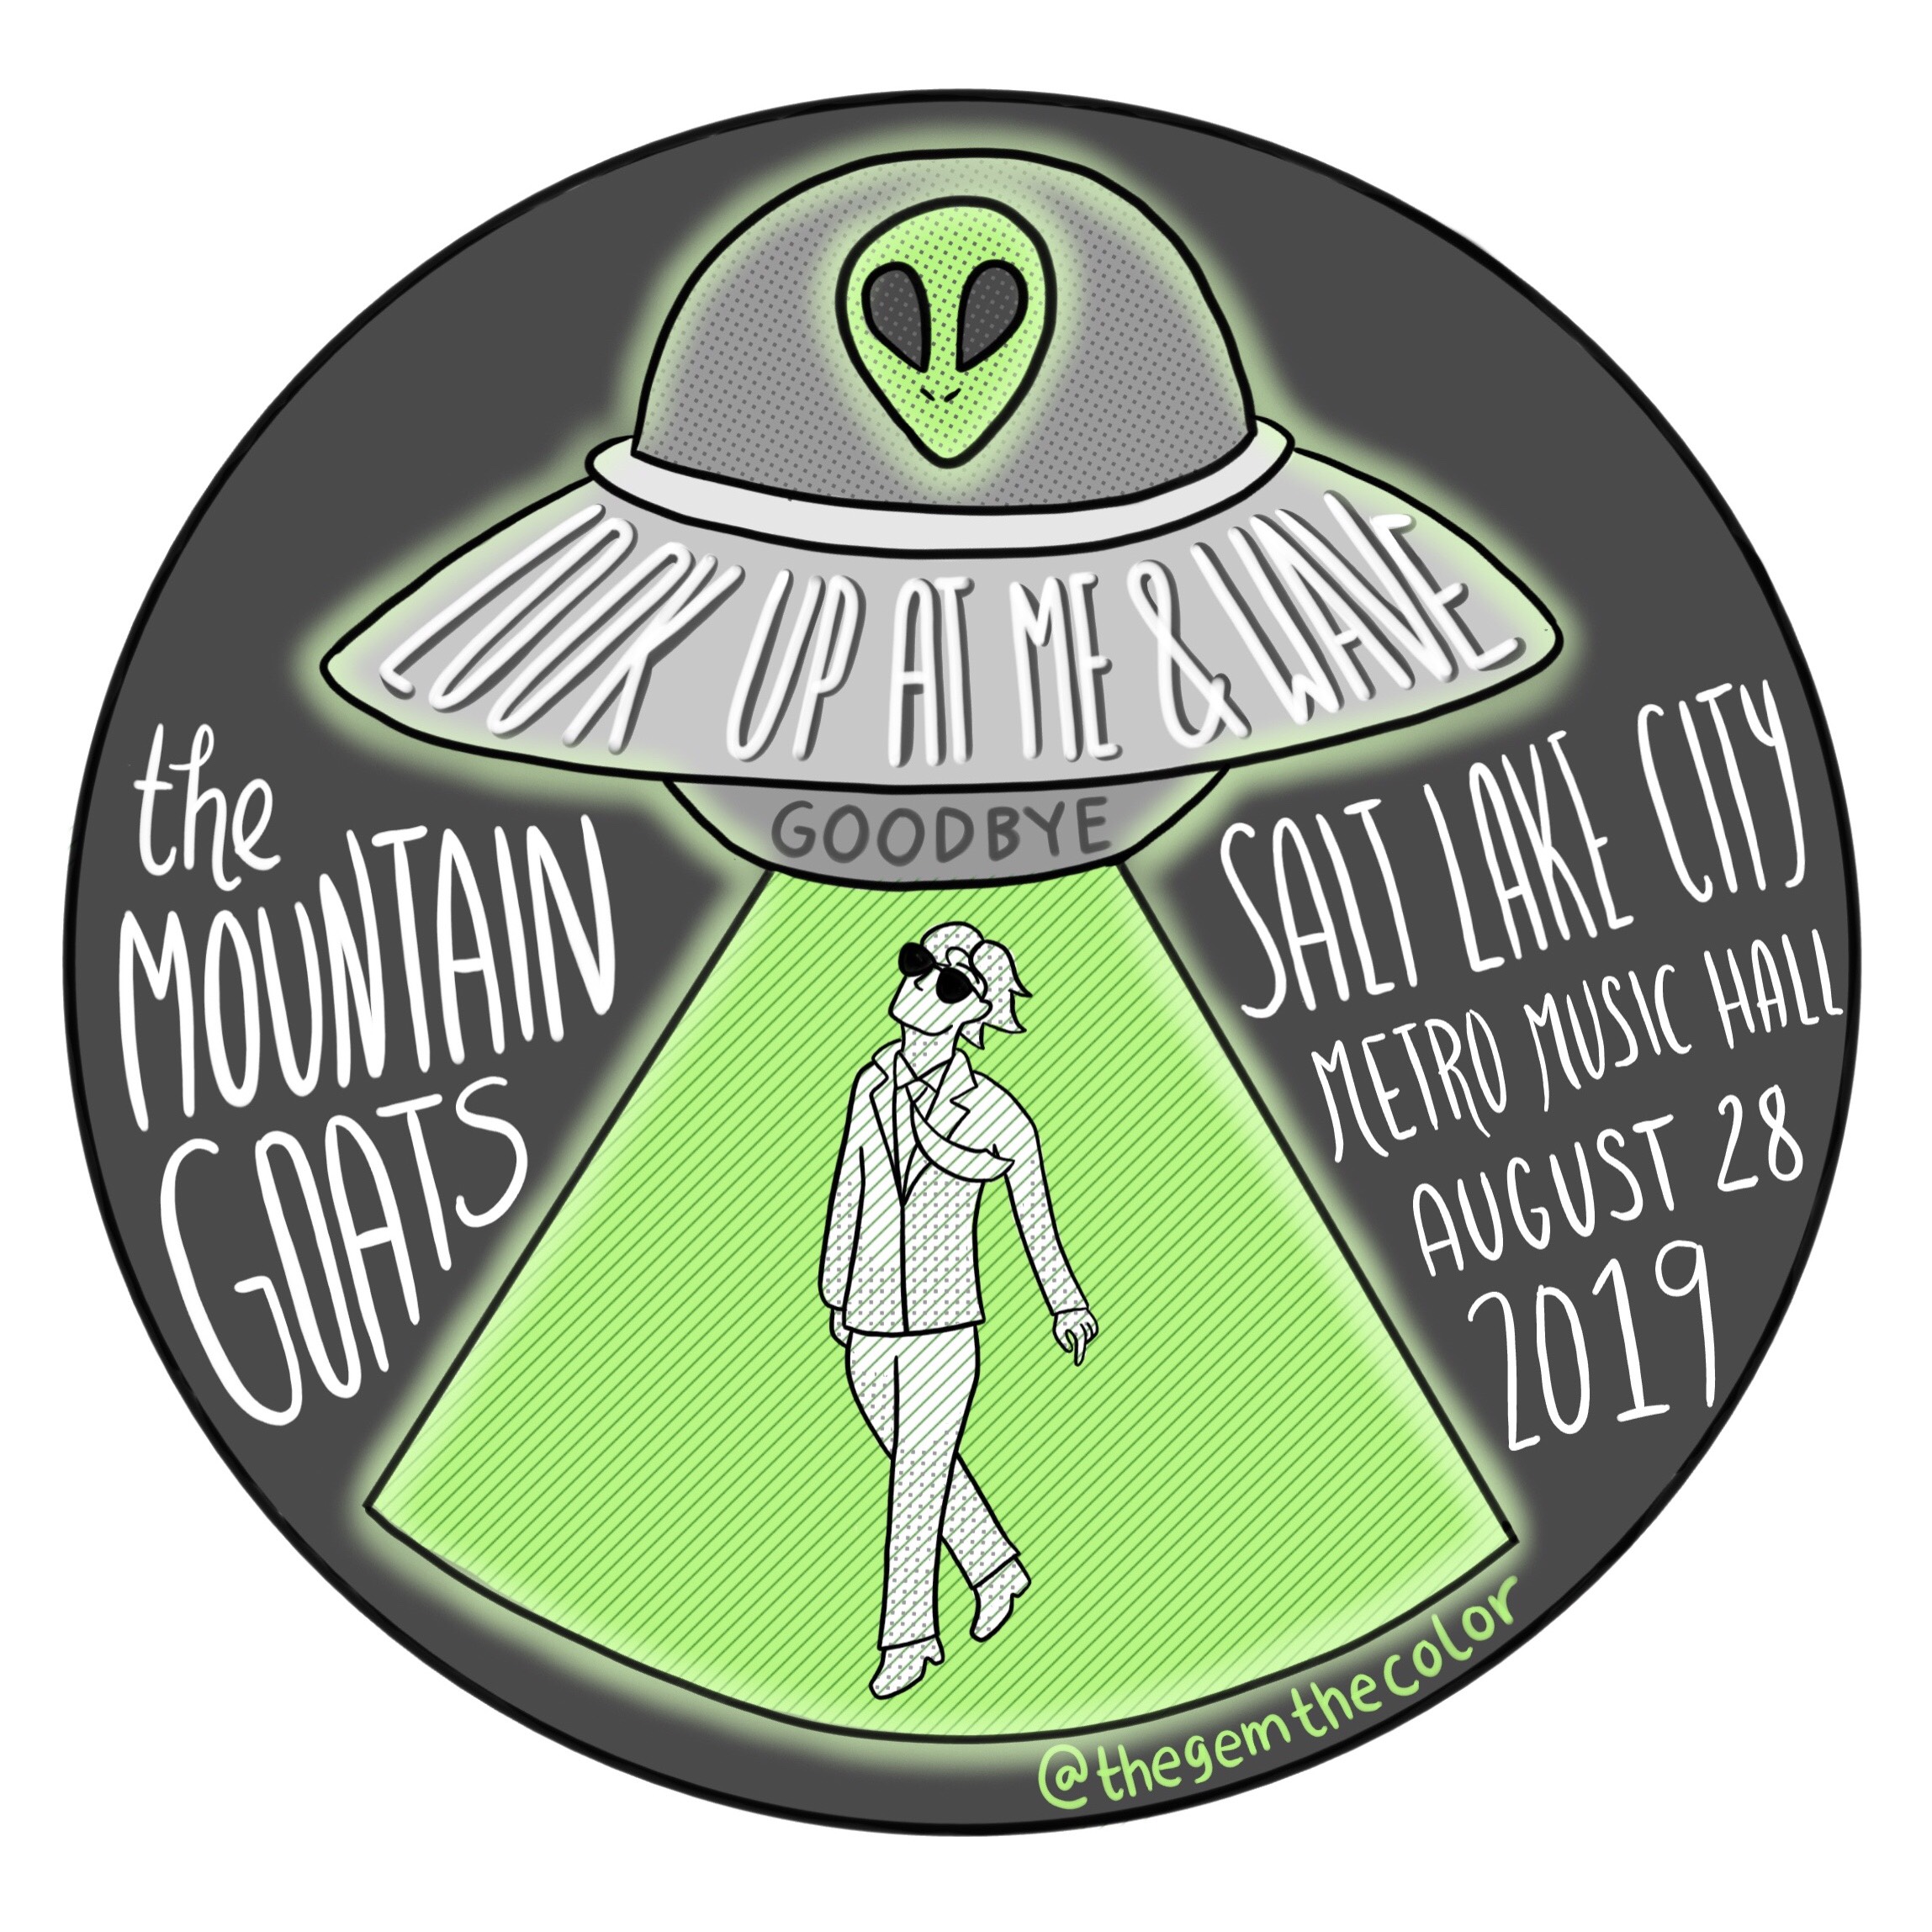 LOOK UP AT ME & WAVE
GOODBYE
the
MOUNTAIN
GOATS
SALT LAKE CITY
METRO MUSIC HALL
AUGUST 28
2019
@thegemthecolor